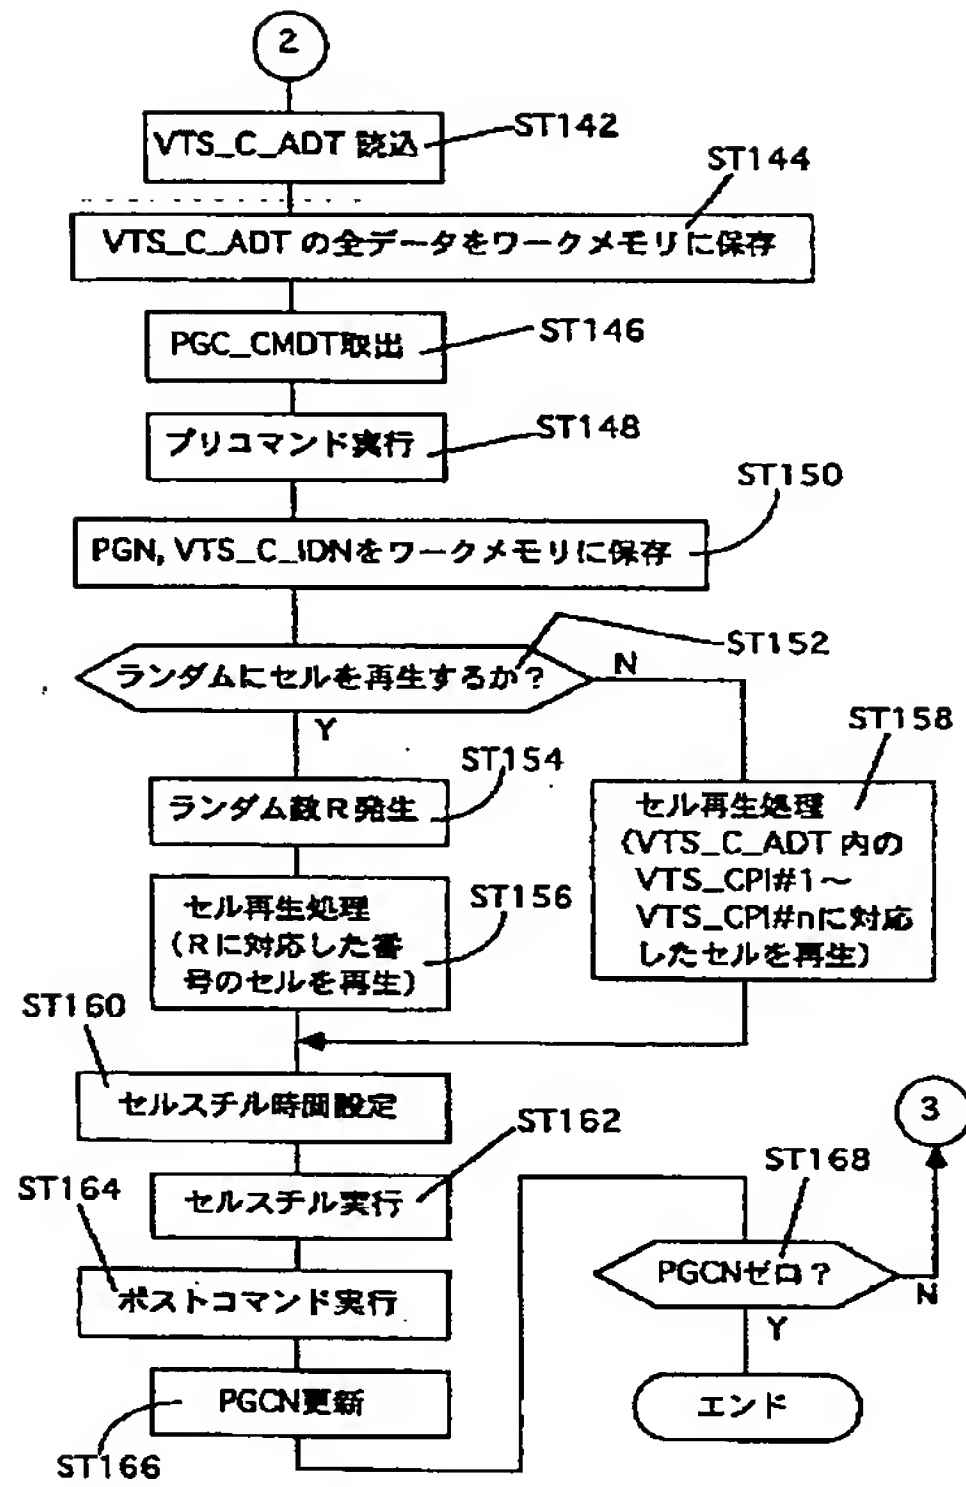 2
VTS_C_ADT 読込
ST142
ST144
VTS_C_ADT の全データをワークメモリに保存
PGC_CMDT取出
ST146
プリコマンド実行
ST148
ST150
PGN, VTS_C_IDNをワークメモリに保存
ST152
ランダムにセルを再生するか?
N
Y
ST158
ST154
ランダム数R発生
セル再生処理
(VTS_C_ADT 内の
VTS_CPI#1〜
VTS_CPI#nに対応
したセルを再生)
ST156
セル再生処理
(Rに対応した番
号のセルを再生)
ST160
セルスチル時間設定
3
ST162
ST168
ST164
セルスチル実行
PGCNゼロ?
N
Y
ポストコマンド実行
PGCN更新
エンド
ST166